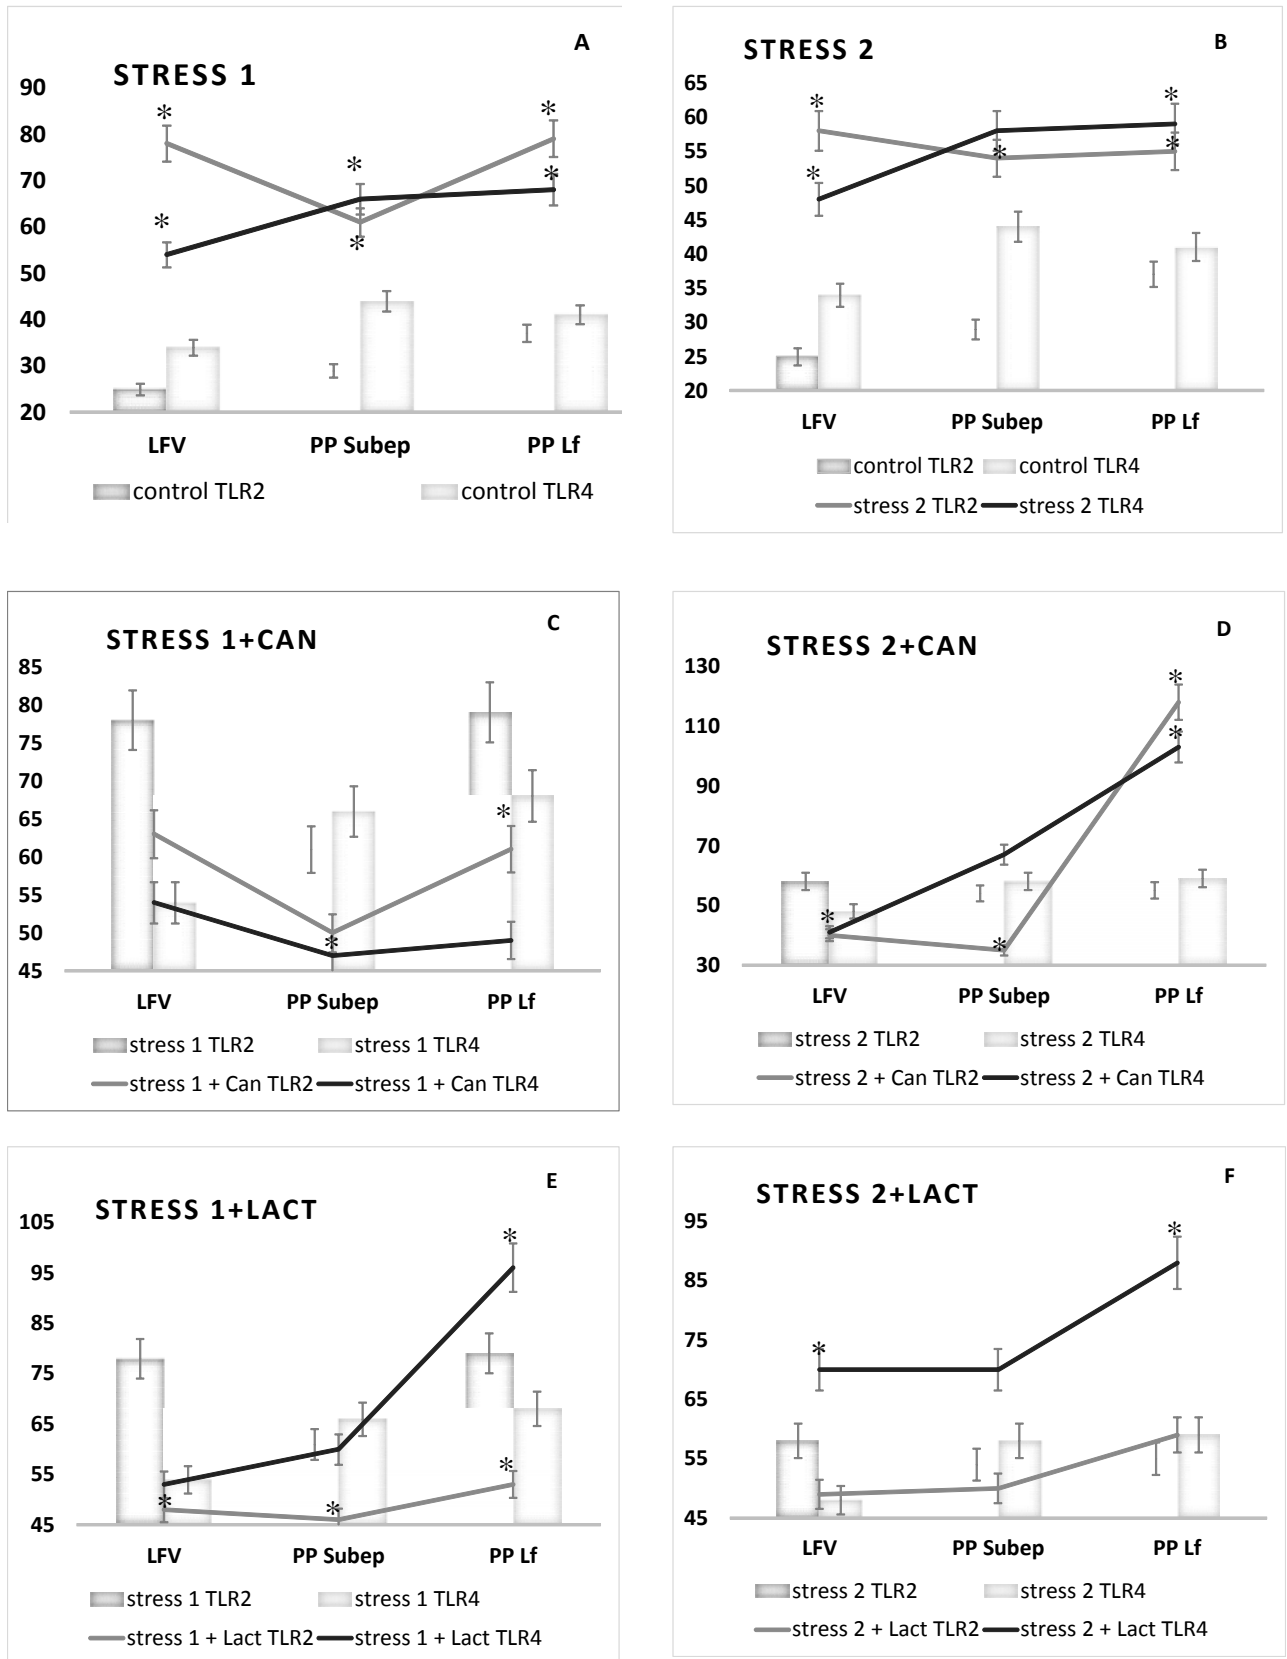 A
STRESS 1
90
80
70
60
50
40
30
20
* * * * * *
LFV PP Subep PP Lf
control TLR2 control TLR4
B
STRESS 2
65
60
55
50
45
40
35
30
25
20
* * * * *
LFV PP Subep PP Lf
control TLR2 control TLR4
stress 2 TLR2 stress 2 TLR4
C
STRESS 1+CAN
85
80
75
70
65
60
55
50
45
* *
LFV PP Subep PP Lf
stress 1 TLR2 stress 1 TLR4
stress 1 + Can TLR2 stress 1 + Can TLR4
D
STRESS 2+CAN
130
110
90
70
50
30
* * * *
LFV PP Subep PP Lf
stress 2 TLR2 stress 2 TLR4
stress 2 + Can TLR2 stress 2 + Can TLR4
E
STRESS 1+LACT
105
95
85
75
65
55
45
* * * *
LFV PP Subep PP Lf
stress 1 TLR2 stress 1 TLR4
stress 1 + Lact TLR2 stress 1 + Lact TLR4
F
STRESS 2+LACT
95
85
75
65
55
45
* *
LFV PP Subep PP Lf
stress 2 TLR2 stress 2 TLR4
stress 2 + Lact TLR2 stress 2 + Lact TLR4